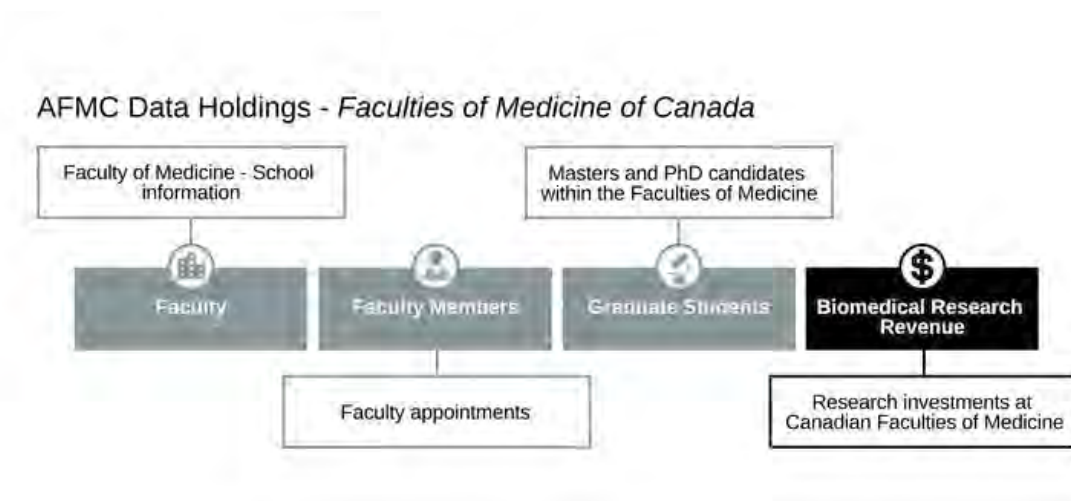 AFMC Data Holdings - Faculties of Medicine of Canada
Faculty of Medicine - School
information
Masters and PhD candidates
within the Faculties of Medicine
Faculty
Faculty Members
Graduate Students
Biomedical Research
Revenue
Faculty appointments
Research investments at
Canadian Faculties of Medicine